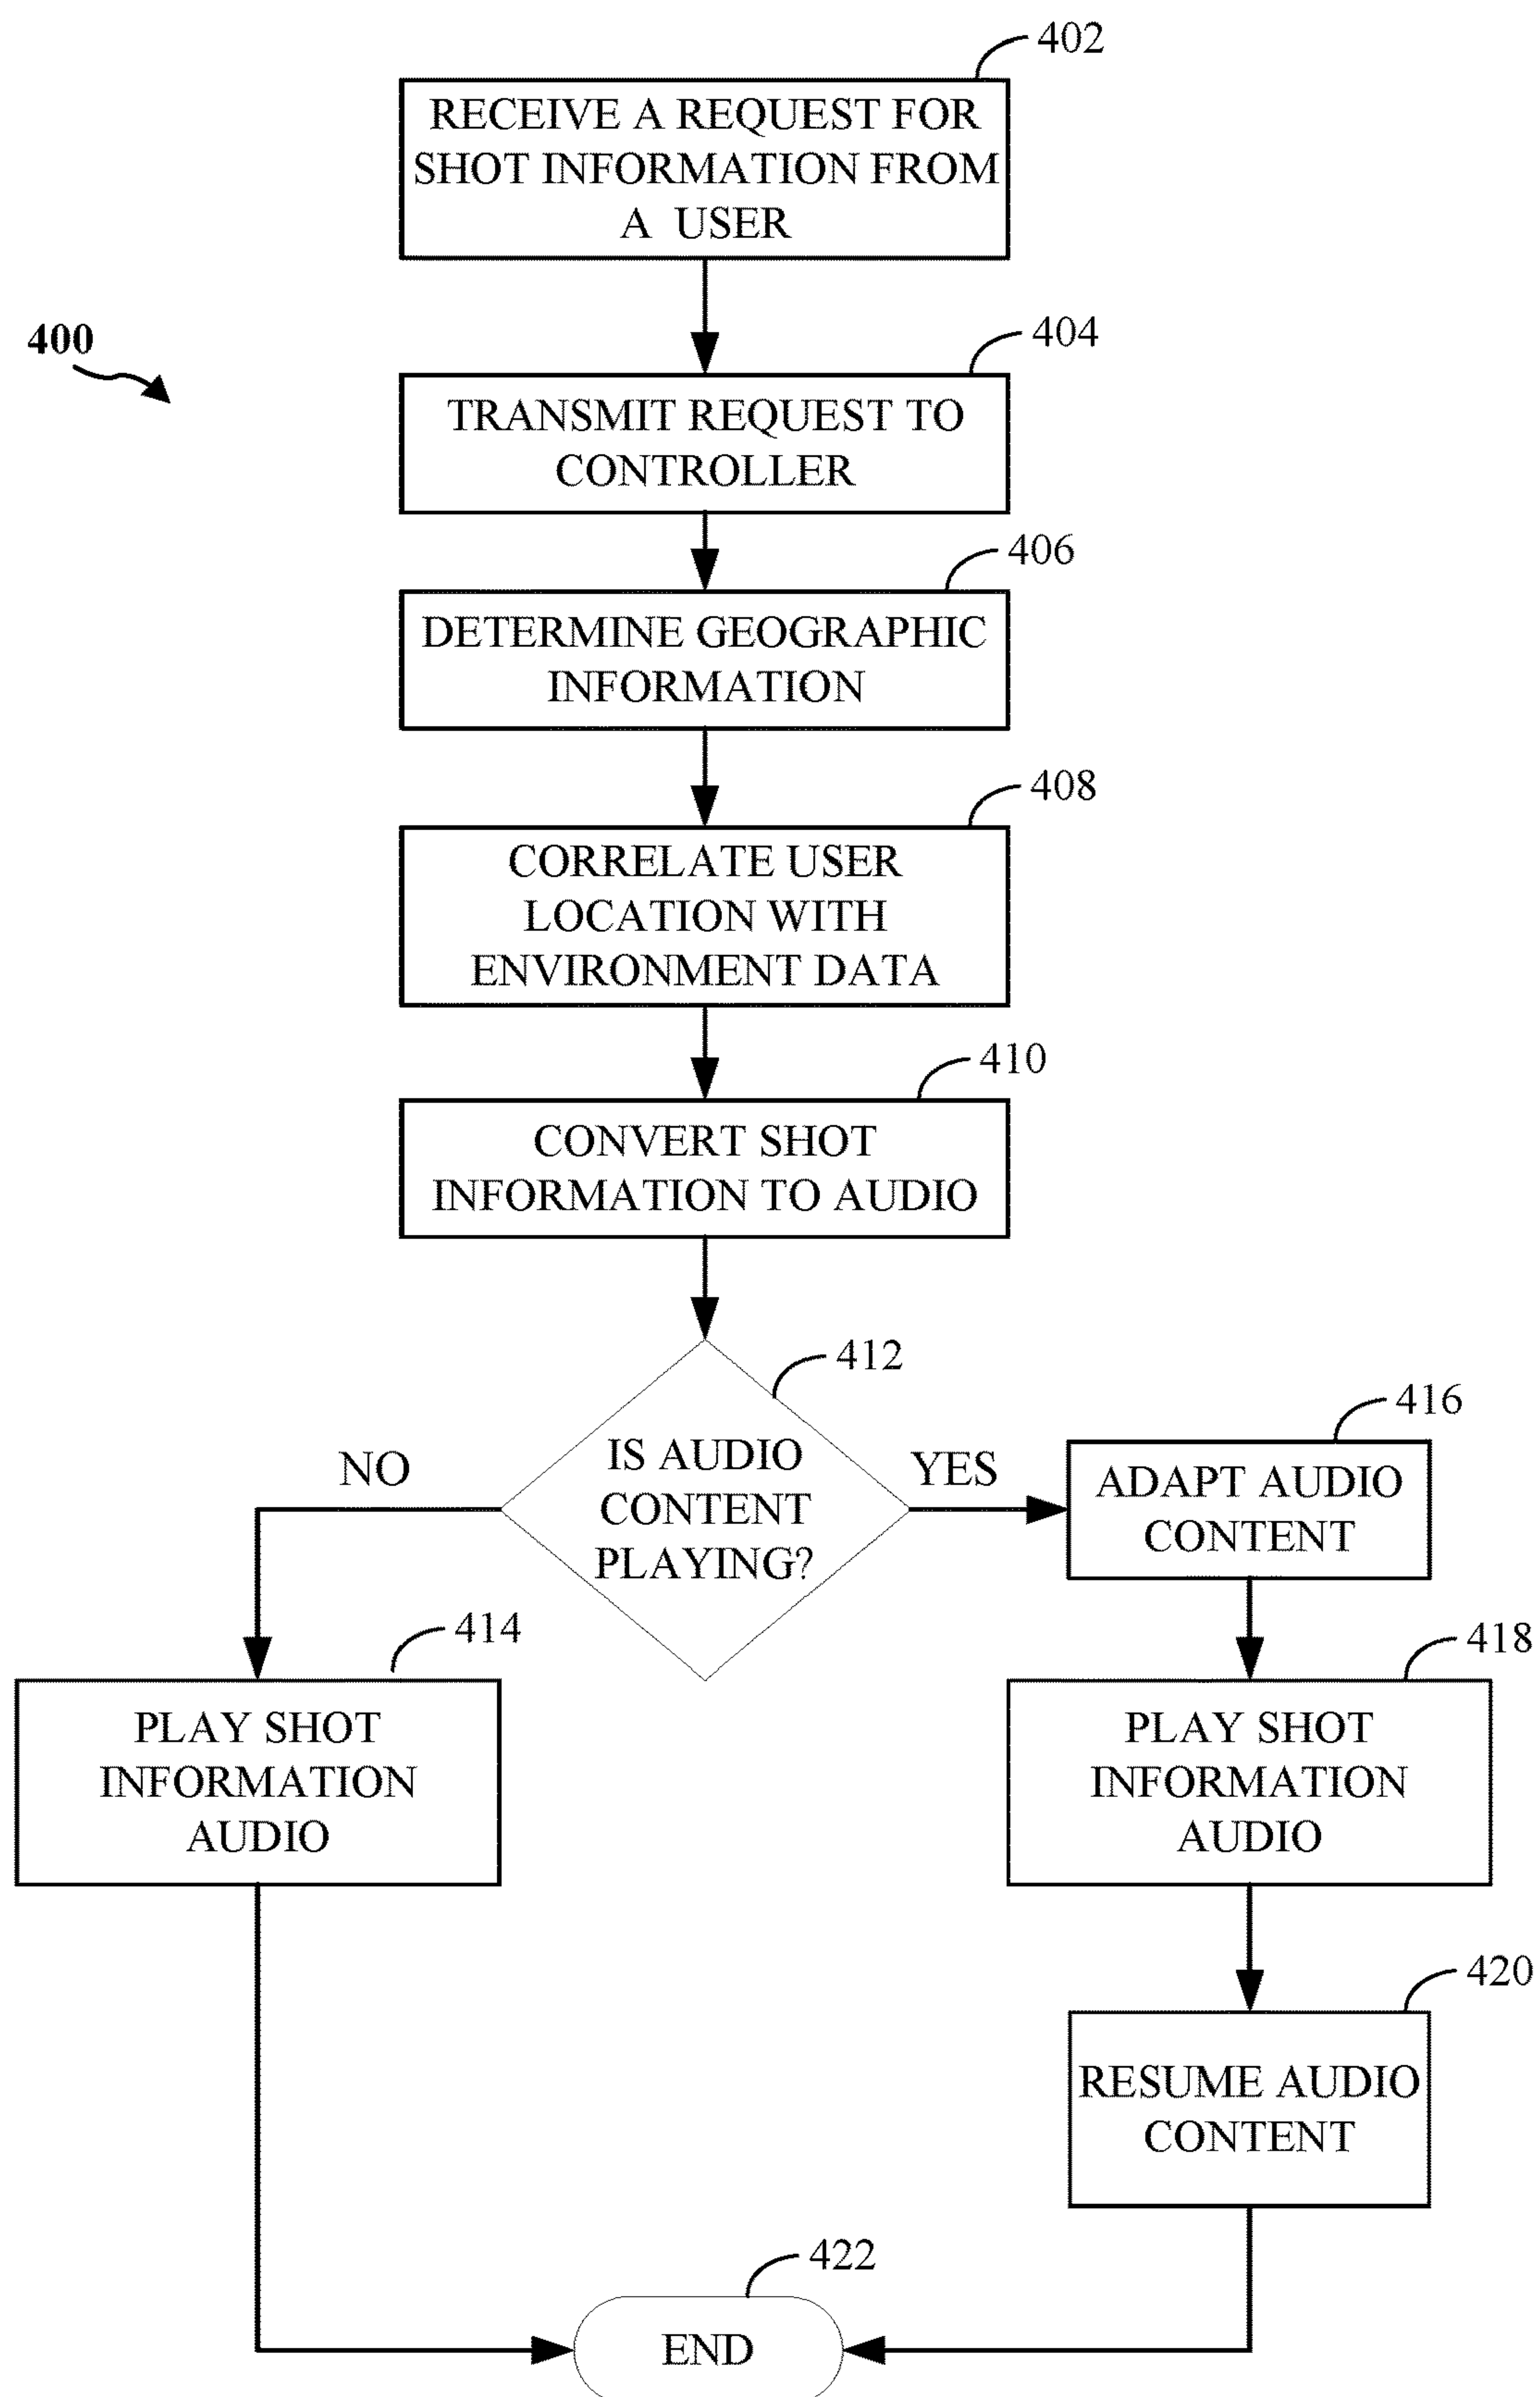 402
RECEIVE A REQUEST FOR
SHOT INFORMATION FROM
A USER
400
404
TRANSMIT REQUEST TO
CONTROLLER
406
DETERMINE GEOGRAPHIC
INFORMATION
408
CORRELATE USER
LOCATION WITH
ENVIRONMENT DATA
410
CONVERT SHOT
INFORMATION TO AUDIO
412
IS AUDIO
CONTENT
PLAYING?
NO
YES
416
ADAPT AUDIO
CONTENT
414
PLAY SHOT
INFORMATION
AUDIO
418
PLAY SHOT
INFORMATION
AUDIO
420
RESUME AUDIO
CONTENT
422
END